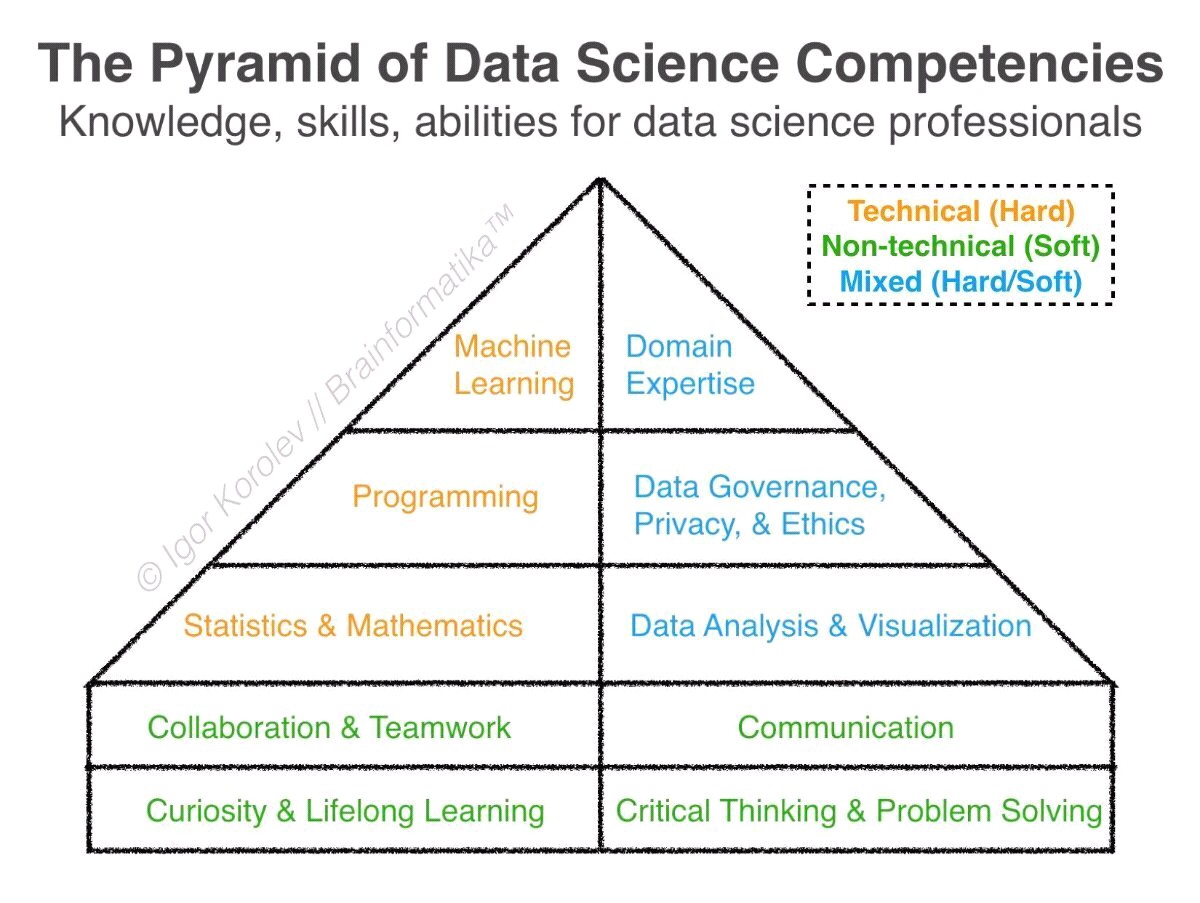 The Pyramid of Data Science Competencies
Knowledge, skills, abilities for data science professionals
Technical (Hard)
Non-technical (Soft)
Mixed (Hard/Soft)
© Igor Korolev // Brainformatika™
Machine
Learning
Domain
Expertise
Programming
Data Governance,
Privacy, & Ethics
Statistics & Mathematics
Data Analysis & Visualization
Collaboration & Teamwork
Communication
Curiosity & Lifelong Learning
Critical Thinking & Problem Solving